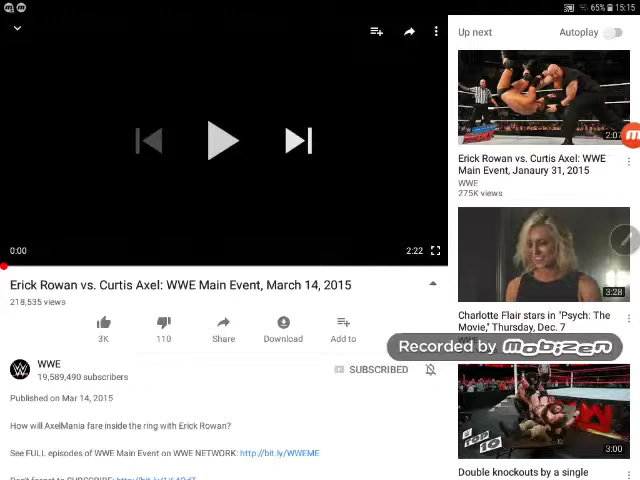 65% 15:15
Up next
Autoplay
2:07
Erick Rowan vs. Curtis Axel: WWE
Main Event, Janaury 31, 2015
WWE
275K views
0:00
2:22
Erick Rowan vs. Curtis Axel: WWE Main Event, March 14, 2015
218,535 views
3K
110
Share
Download
Add to
3:28
Charlotte Flair stars in "Psych: The
Movie," Thursday, Dec. 7
Recorded by mobizen
WWE
19,589,490 subscribers
SUBSCRIBED
Published on Mar 14, 2015
How will AxelMania fare inside the ring with Erick Rowan?
See FULL episodes of WWE Main Event on WWE NETWORK: http://bit.ly/WWEME
TOP
10
3:00
Double knockouts by a single